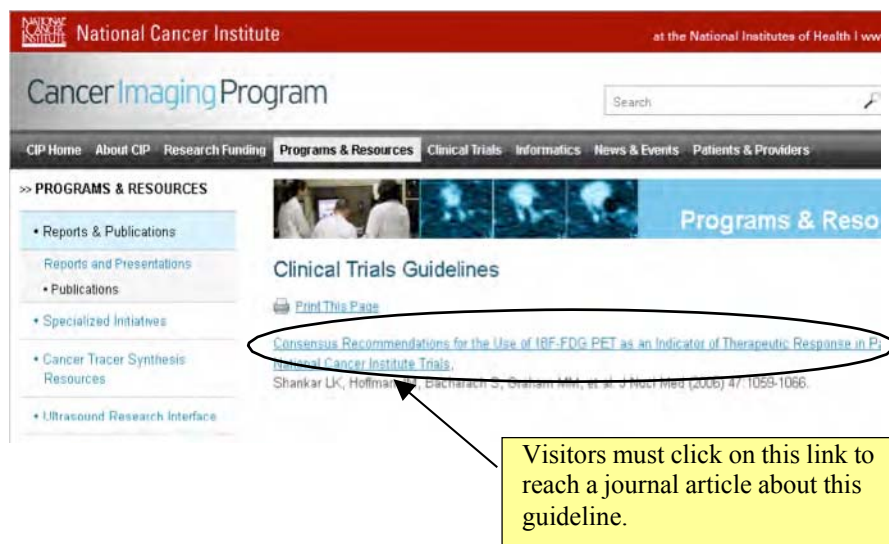 NATIONAL CANCER INSTITUTE
National Cancer Institute
at the National Institutes of Health I ww
CancerImagingProgram
Search
CIP Home About CIP Research Funding Programs & Resources Clinical Trials Informatics News & Events Patients & Providers
>> PROGRAMS & RESOURCES
Programs & Reso
• Reports & Publications
Reports and Presentations
• Publications
• Specialized Initiatives
• Cancer Tracer Synthesis
Resources
• Ultrasound Research Interface
Clinical Trials Guidelines
Print This Page
Consensus Recommendations for the Use of 18F-FDG PET as an Indicator of Therapeutic Response in Pa
National Cancer Institute Trials.
Shankar LK, Hoffman JM, Bacharach S, Graham MM, et al. J Nucl Med (2006) 47:1059-1066.
Visitors must click on this link to
reach a journal article about this
guideline.